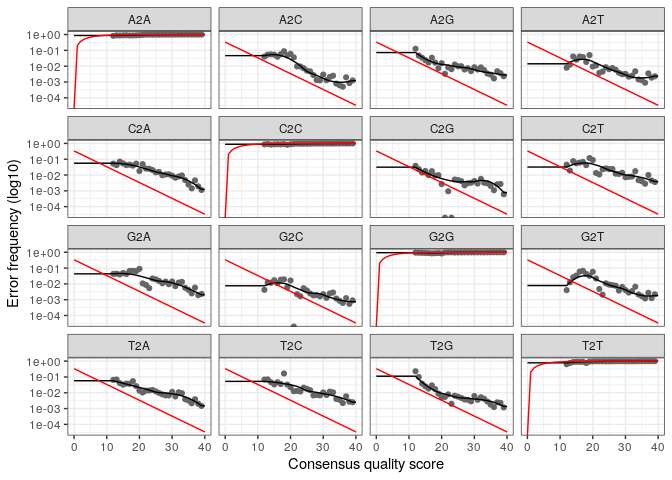 A2A A2C A2G A2T
1e+00
1e-01
1e-02
1e-03
1e-04
C2A C2C C2G C2T
1e+00
1e-01
1e-02
1e-03
1e-04
G2A G2C G2G G2T
1e+00
1e-01
1e-02
1e-03
1e-04
T2A T2C T2G T2T
1e+00
1e-01
1e-02
1e-03
1e-04
0 10 20 30 40 0 10 20 30 40 0 10 20 30 40 0 10 20 30 40
Consensus quality score
Error frequency (log10)